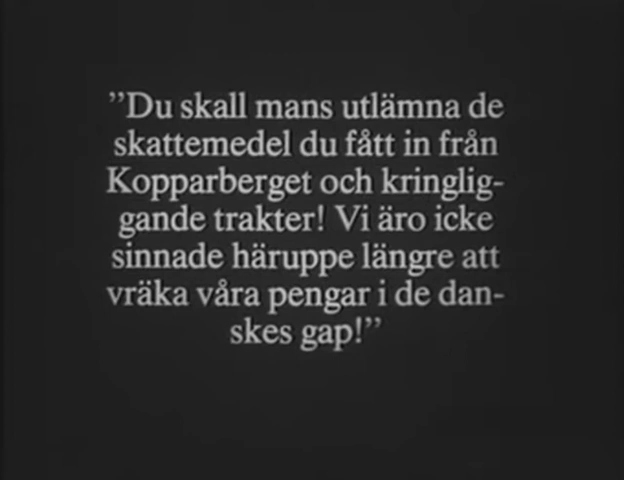 ”Du skall mans utlämna de
skattemedel du fått in från
Kopparberget och kringlig-
gande trakter! Vi äro icke
sinnade häruppe längre att
vräka våra pengar i de dan-
skes gap!”